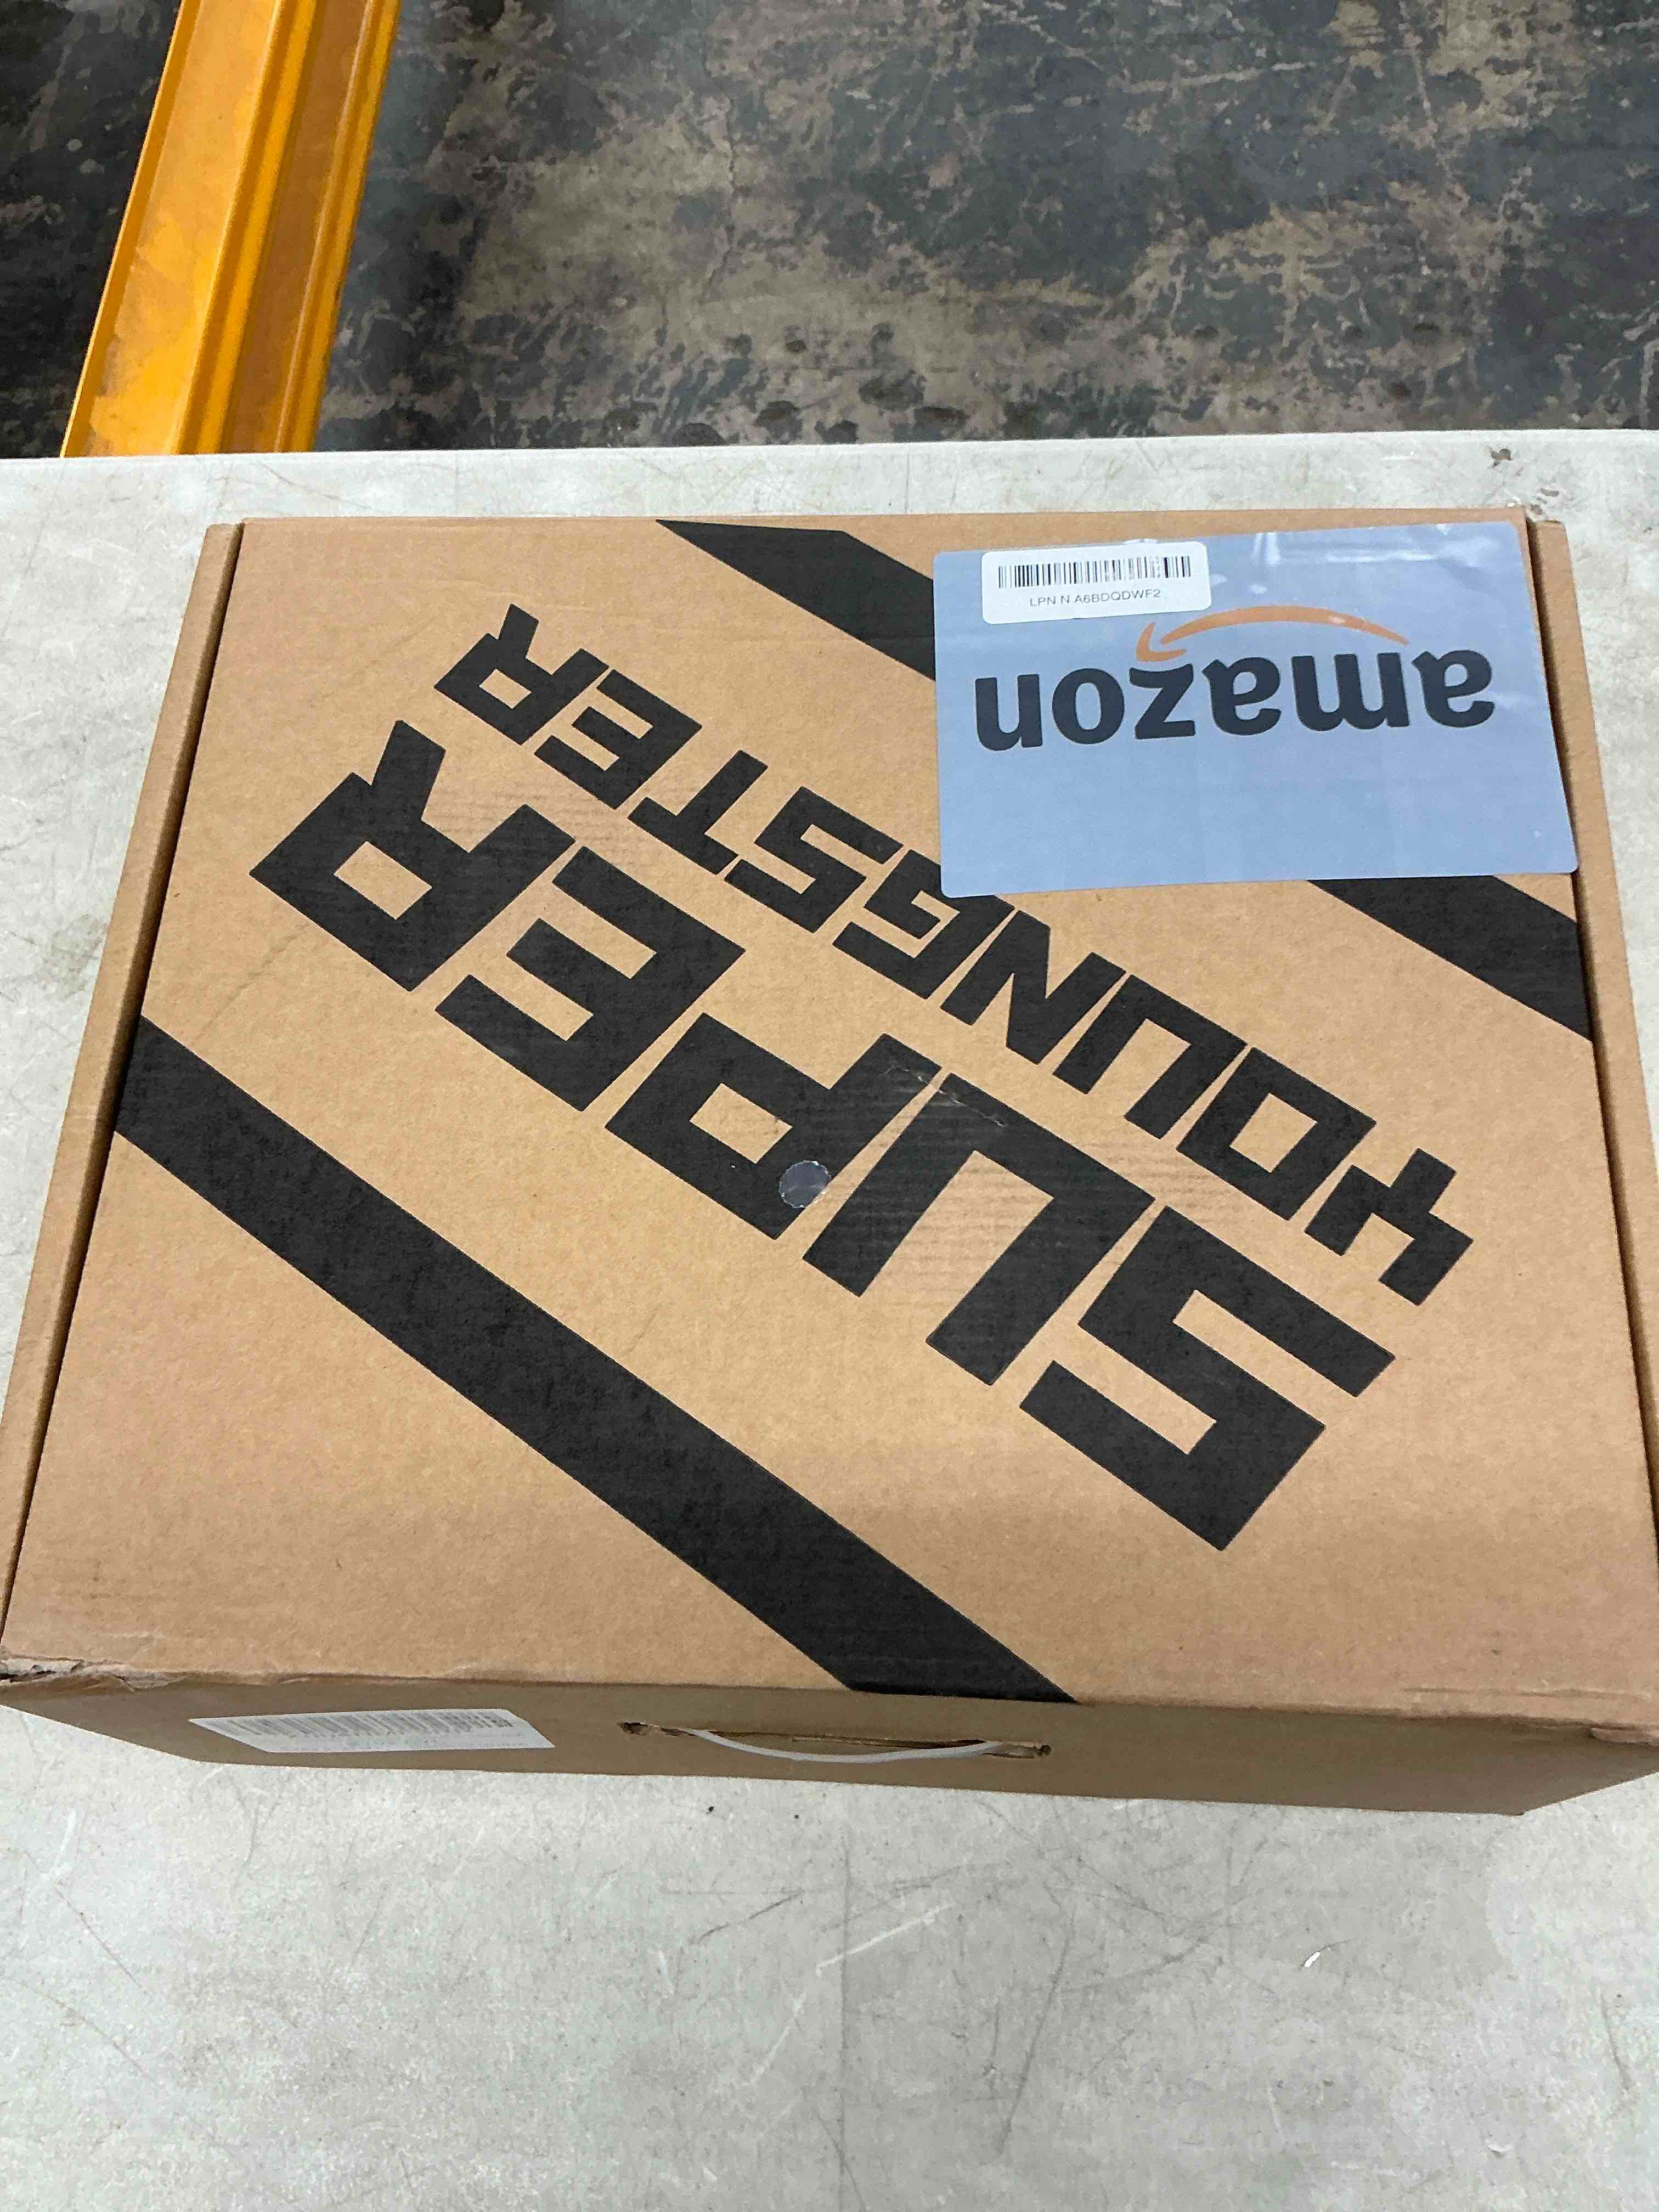 SUPER
YOUNGSTER
amazon
LPN N A6BDQDWF2